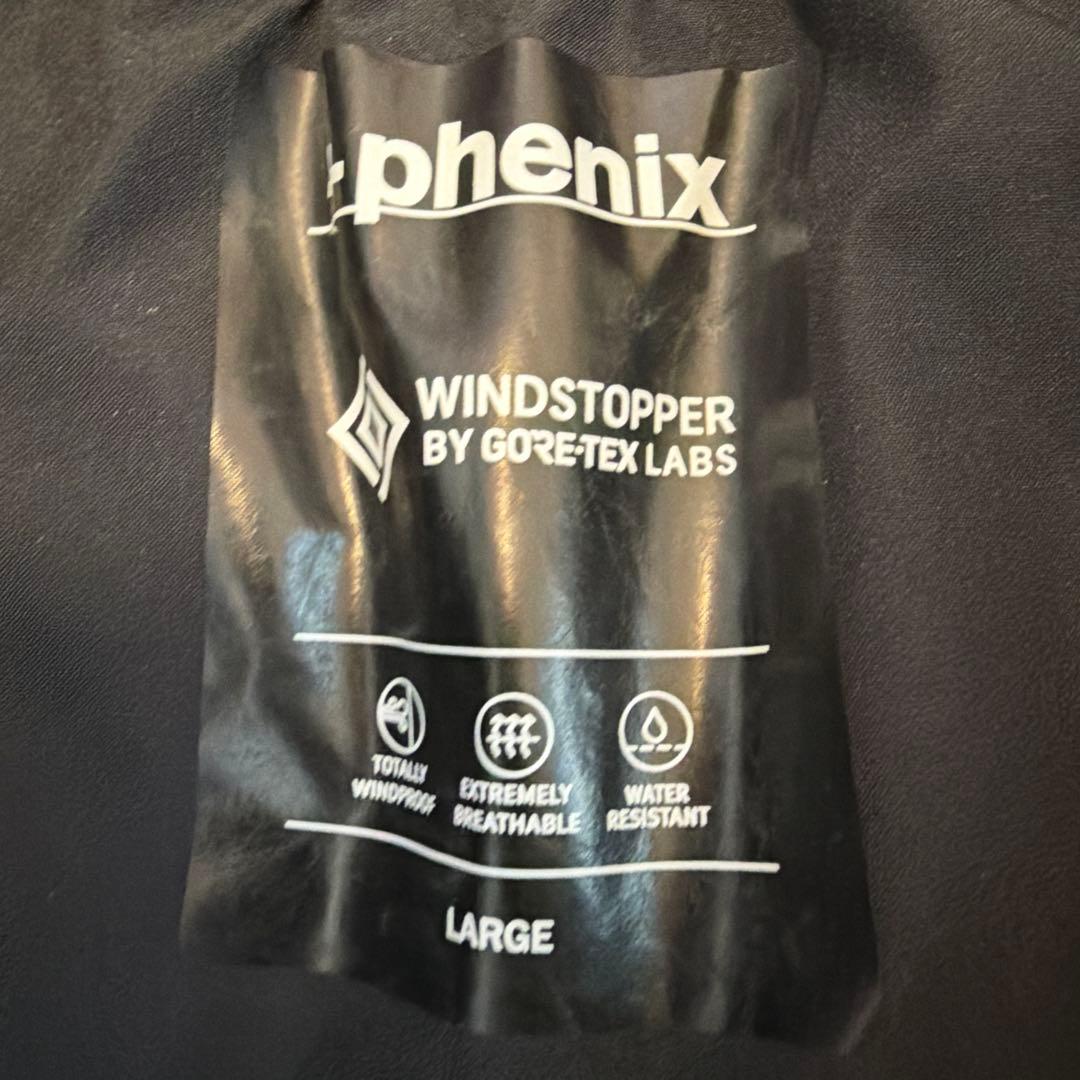 +phenix
WINDSTOPPER
BY GORE-TEX LABS
TOTALLY
WINDPROOF
EXTREMELY
BREATHABLE
WATER
RESISTANT
LARGE